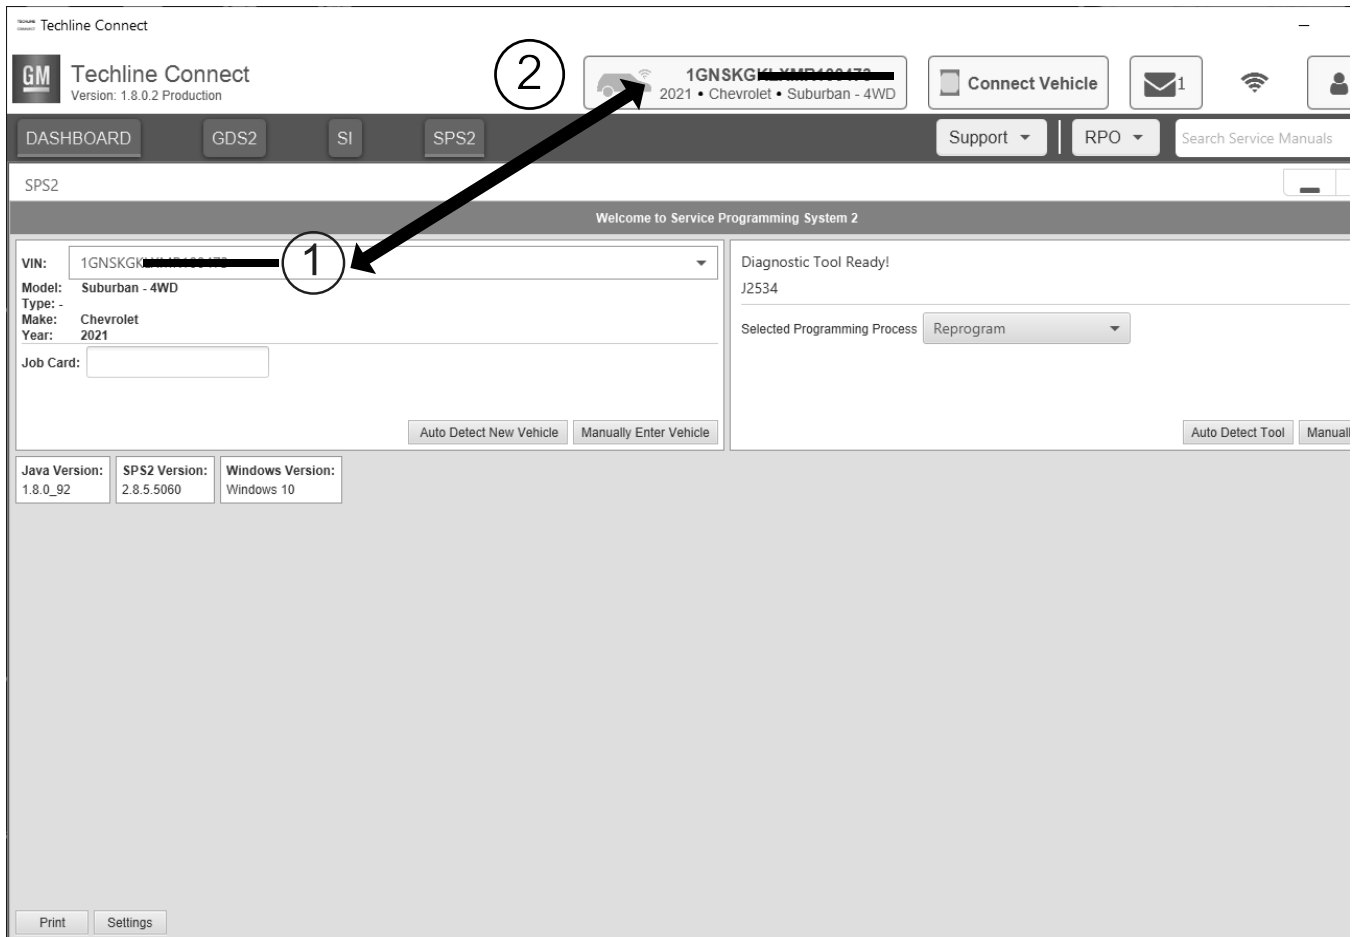 Techline Connect
GM
Techline Connect
Version: 1.8.0.2 Production
2
1GNSKG
2021 • Chevrolet • Suburban - 4WD
Connect Vehicle
1
DASHBOARD
GDS2
SI
SPS2
Support
RPO
Search Service Manuals
SPS2
Welcome to Service Programming System 2
VIN:
1GNSKGK
1
Model: Suburban - 4WD
Type: -
Make: Chevrolet
Year: 2021
Job Card:
Auto Detect New Vehicle
Manually Enter Vehicle
Diagnostic Tool Ready!
J2534
Selected Programming Process
Reprogram
Auto Detect Tool
Manuall
Java Version:
1.8.0_92
SPS2 Version:
2.8.5.5060
Windows Version:
Windows 10
Print
Settings